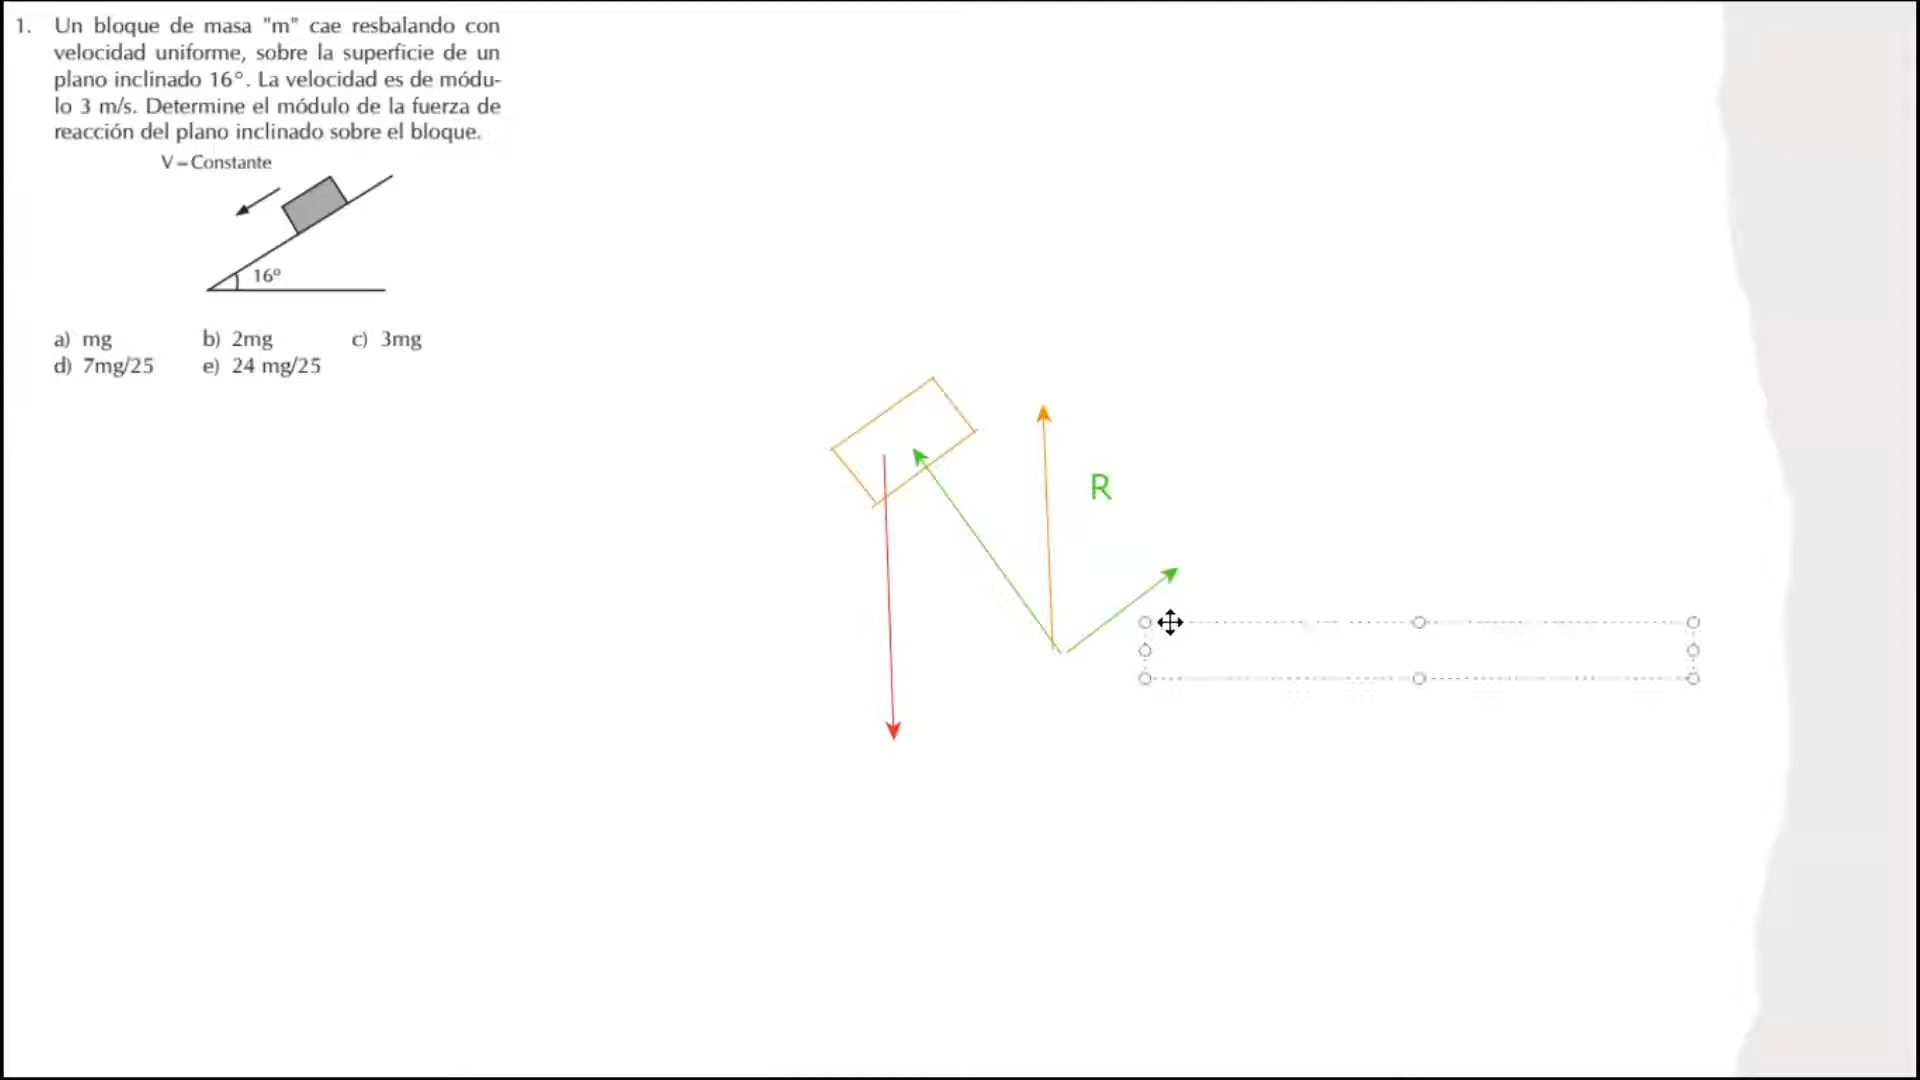 1. Un bloque de masa "m" cae resbalando con
velocidad uniforme, sobre la superficie de un
plano inclinado 16°. La velocidad es de módu-
lo 3 m/s. Determine el módulo de la fuerza de
reacción del plano inclinado sobre el bloque.
V=Constante
16º
a) mg b) 2mg c) 3mg
d) 7mg/25 e) 24 mg/25
R